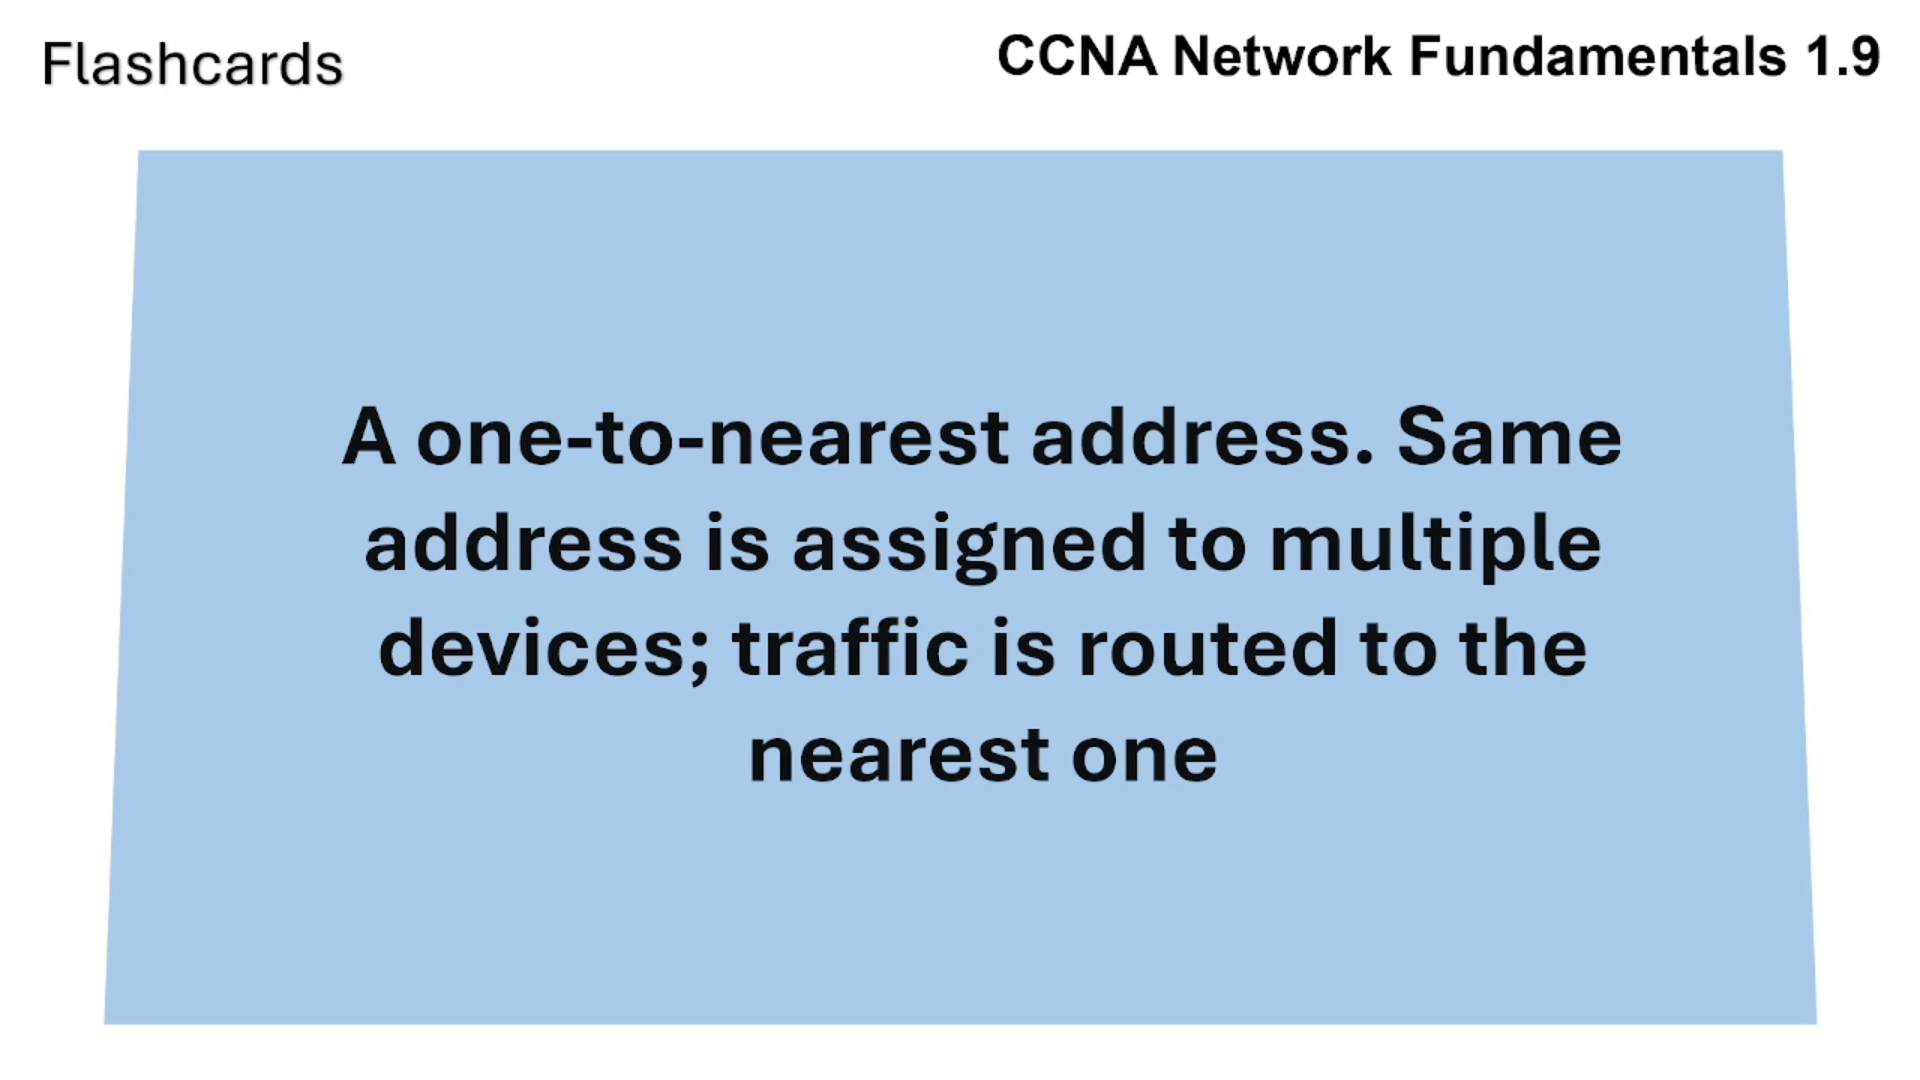 Flashcards
CCNA Network Fundamentals 1.9
A one-to-nearest address. Same
address is assigned to multiple
devices; traffic is routed to the
nearest one